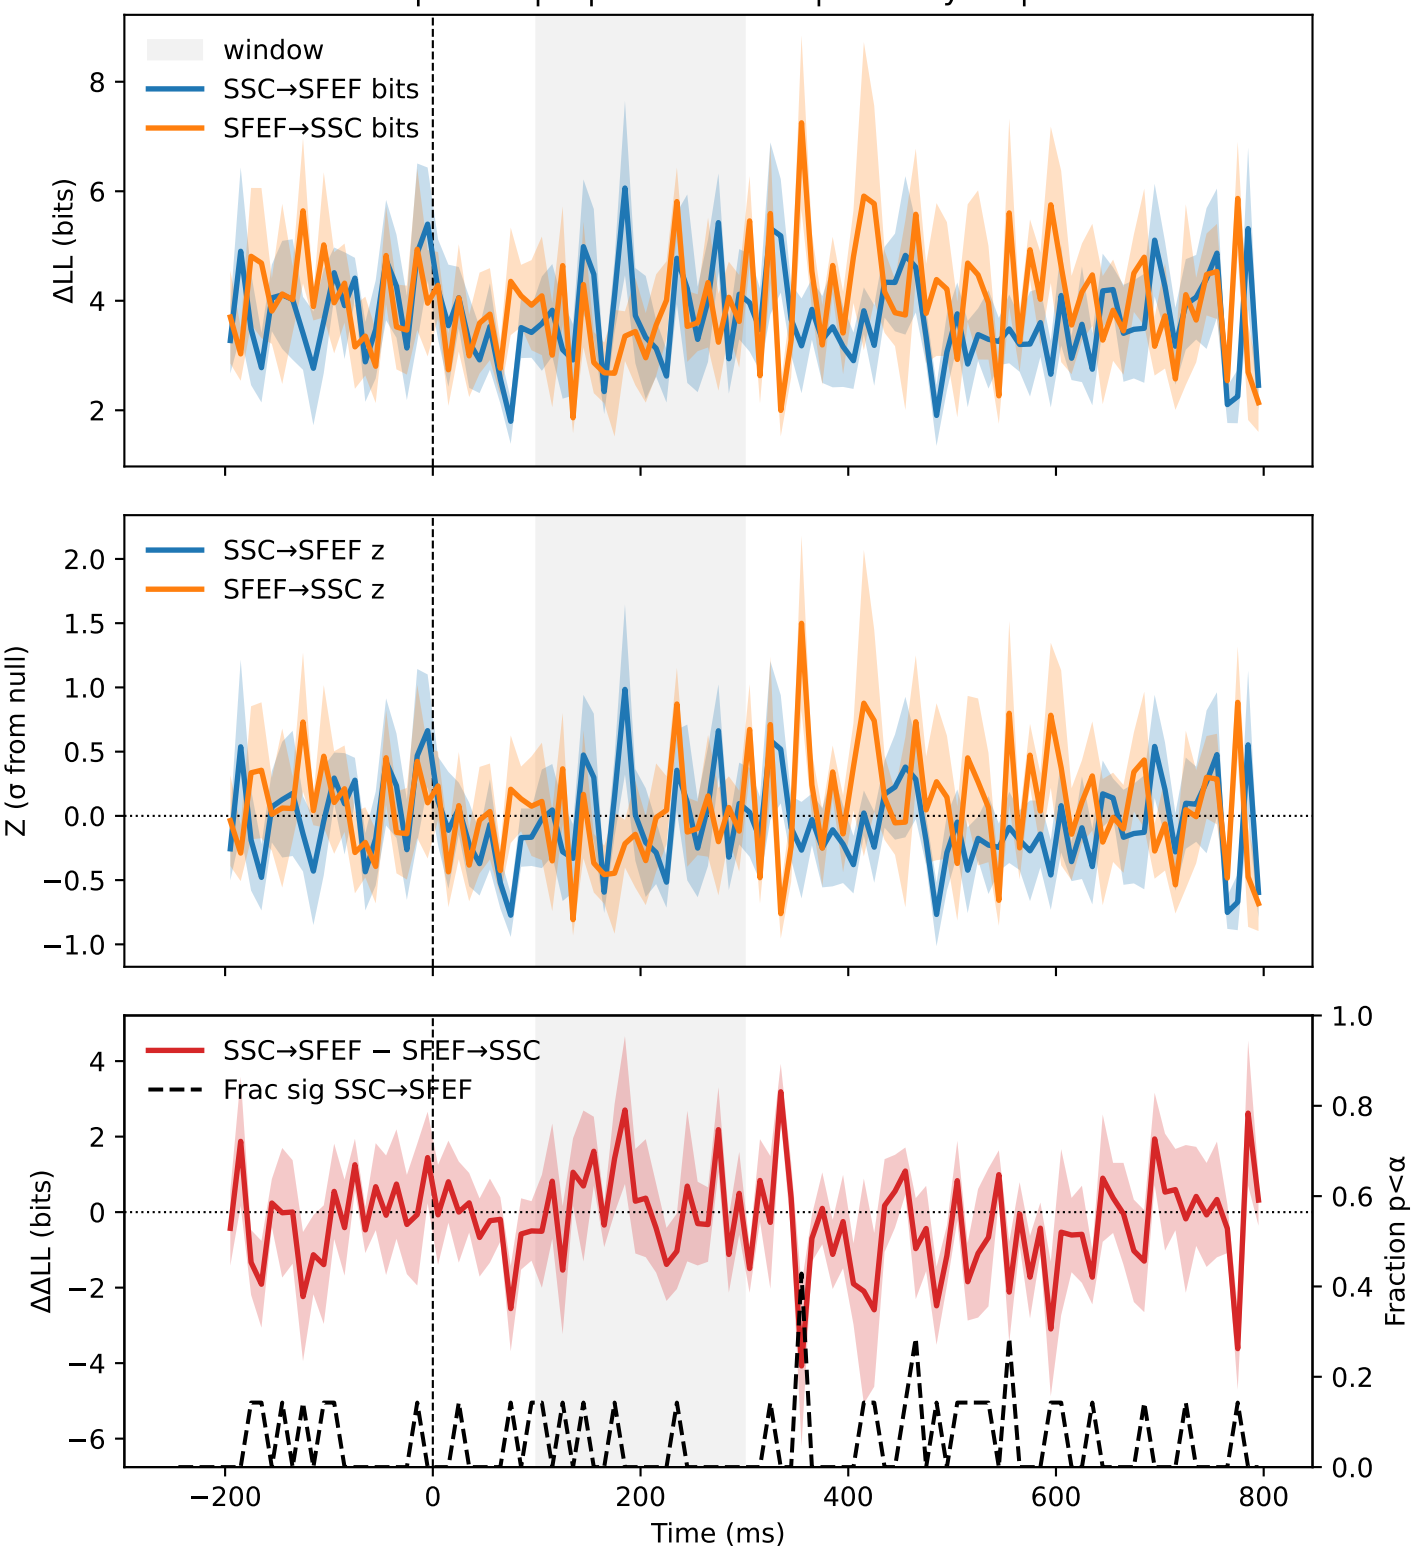 window
SSC→SFEF bits
SFEF→SSC bits
8
6
4
2
ΔLL (bits)
SSC→SFEF z
SFEF→SSC z
2.0
1.5
1.0
0.5
0.0
−0.5
−1.0
Z (σ from null)
SSC→SFEF − SFEF→SSC
Frac sig SSC→SFEF
4
2
0
−2
−4
−6
ΔΔLL (bits)
1.0
0.8
0.6
0.4
0.2
0.0
Fraction p<α
−200
0
200
400
600
800
Time (ms)